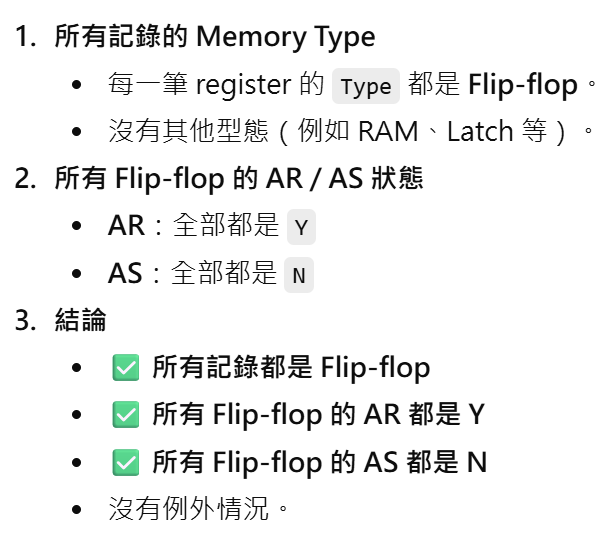 1. 所有記錄的 Memory Type
• 每一筆 register 的 Type 都是 Flip-flop。
• 沒有其他型態（例如 RAM、Latch 等）。
2. 所有 Flip-flop 的 AR / AS 狀態
• AR：全部都是 Y
• AS：全部都是 N
3. 結論
• ✅ 所有記錄都是 Flip-flop
• ✅ 所有 Flip-flop 的 AR 都是 Y
• ✅ 所有 Flip-flop 的 AS 都是 N
• 沒有例外情況。